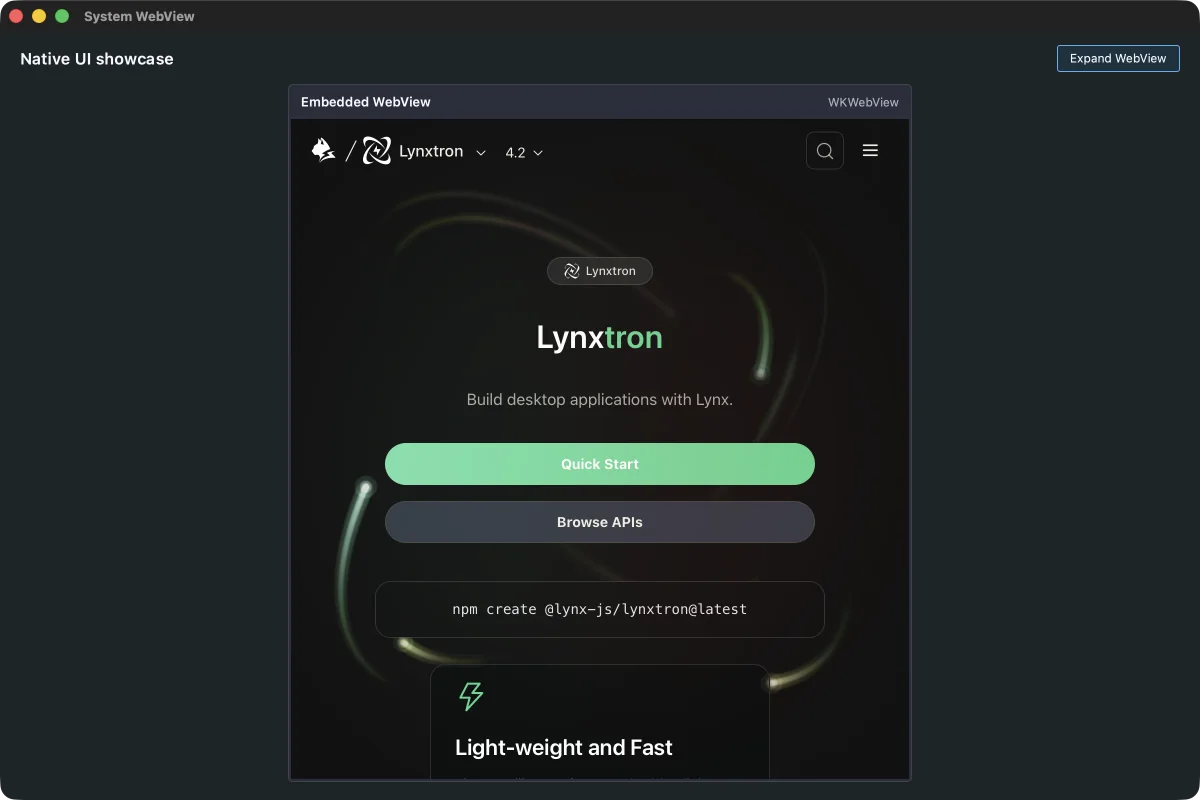 System WebView
Native UI showcase
Expand WebView
Embedded WebView
WKWebView
Lynxtron
4.2
Lynxtron
Lynxtron
Build desktop applications with Lynx.
Quick Start
Browse APIs
npm create @lynx-js/lynxtron@latest
Light-weight and Fast